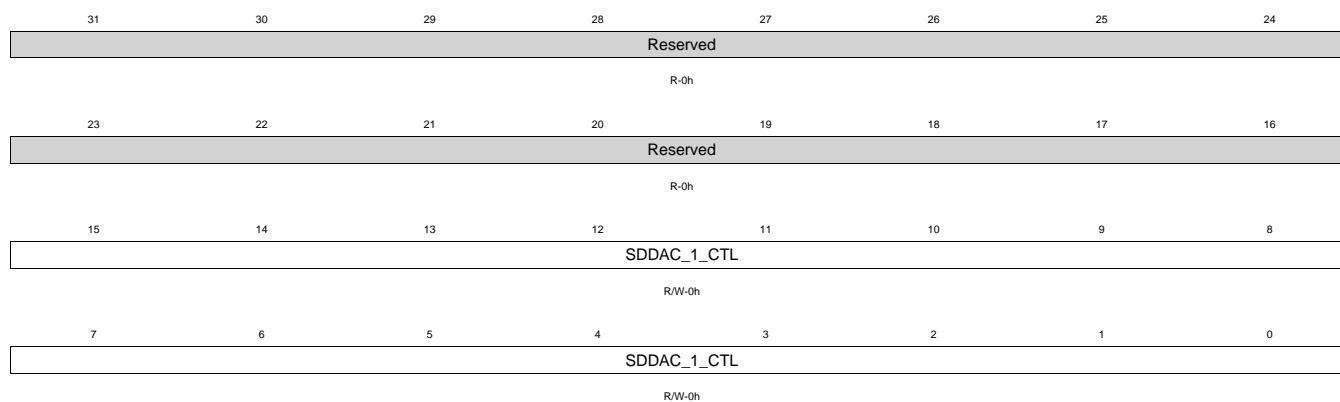 31 30 29 28 27 26 25 24
Reserved
R-0h
23 22 21 20 19 18 17 16
Reserved
R-0h
15 14 13 12 11 10 9 8
SDDAC_1_CTL
R/W-0h
7 6 5 4 3 2 1 0
SDDAC_1_CTL
R/W-0h